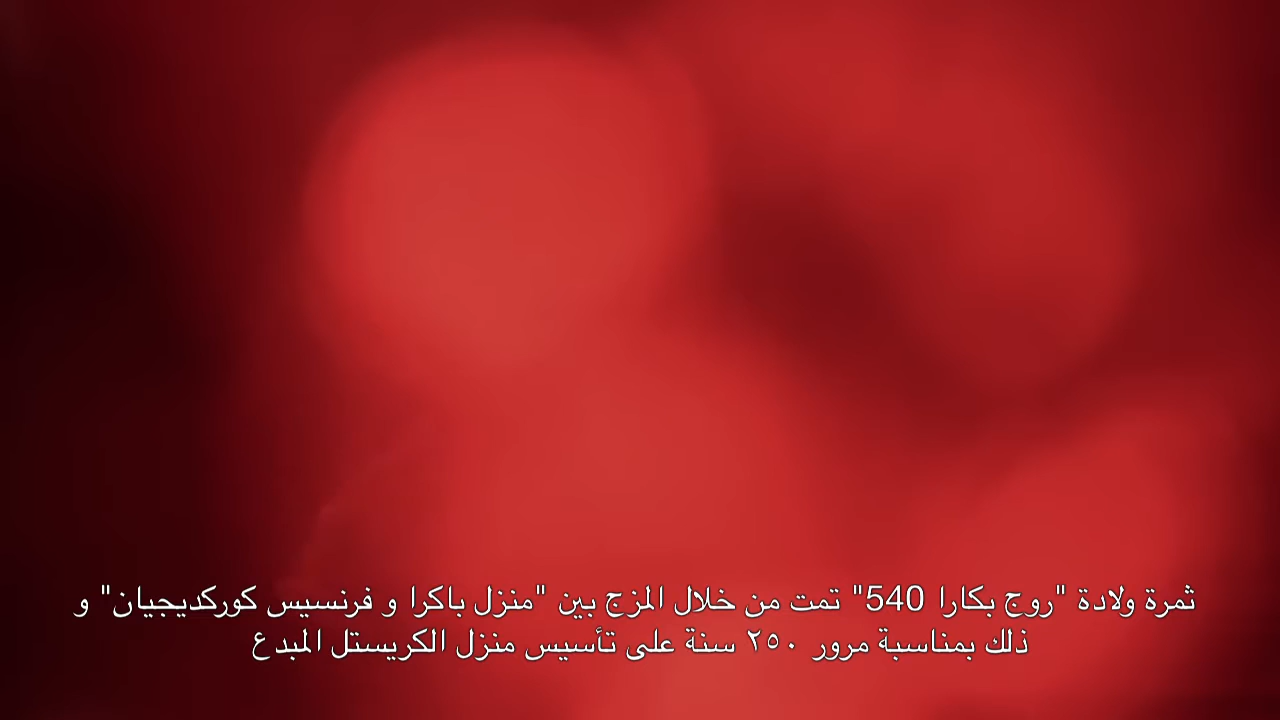 ثمرة ولادة "روج بكارا 540" تمت من خلال المزج بين "منزل باكرا و فرنسيس كوركديجيان" و
ذلك بمناسبة مرور ٢٥٠ سنة على تأسيس منزل الكريستل المبدع